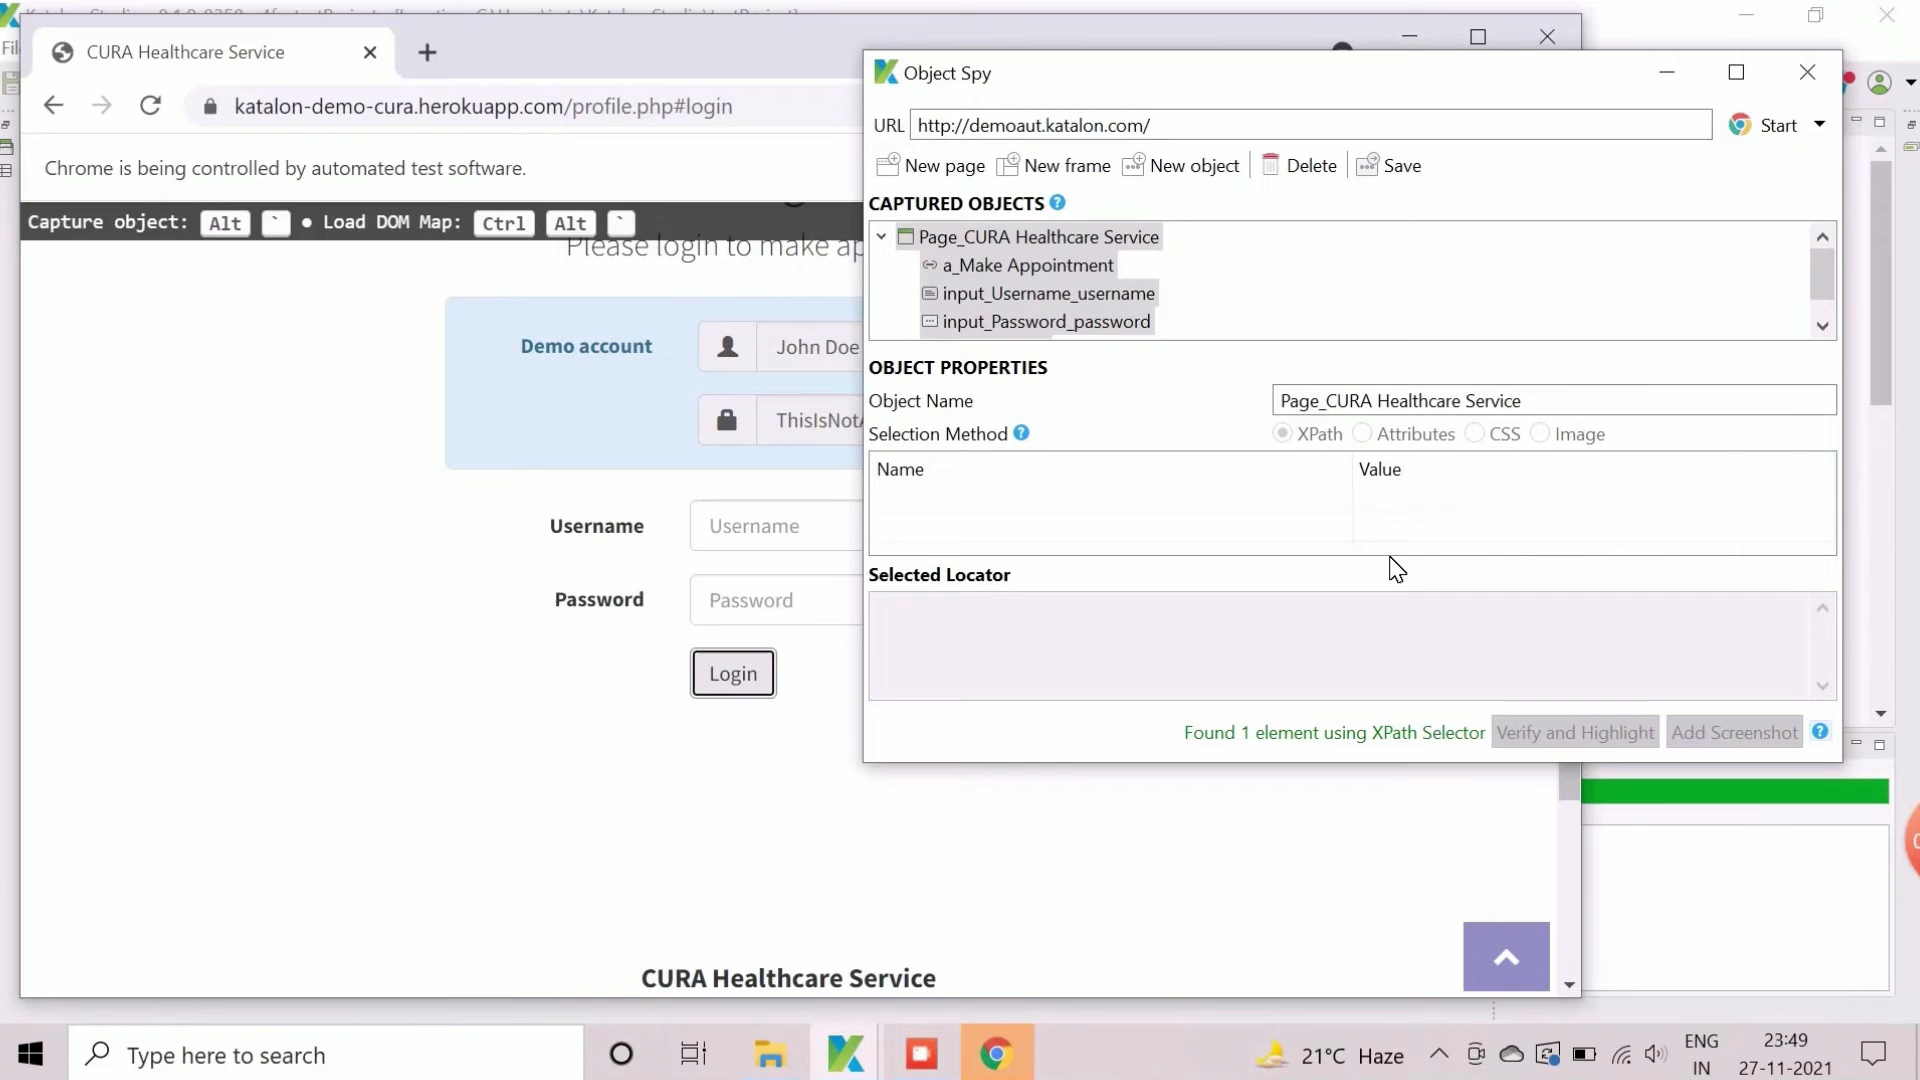 CURA Healthcare Service
katalon-demo-cura.herokuapp.com/profile.php#login
Chrome is being controlled by automated test software.
Capture object: Alt ` • Load DOM Map: Ctrl Alt `
Please login to make ap
Demo account
John Doe
ThisIsNot
Username
Username
Password
Password
Login
CURA Healthcare Service
Object Spy
URL http://demoaut.katalon.com/ Start
New page New frame New object Delete Save
CAPTURED OBJECTS
Page_CURA Healthcare Service
a_Make Appointment
input_Username_username
input_Password_password
OBJECT PROPERTIES
Object Name Page_CURA Healthcare Service
Selection Method XPath Attributes CSS Image
Name Value
Selected Locator
Found 1 element using XPath Selector Verify and Highlight Add Screenshot
Type here to search
21°C Haze
ENG
IN
23:49
27-11-2021